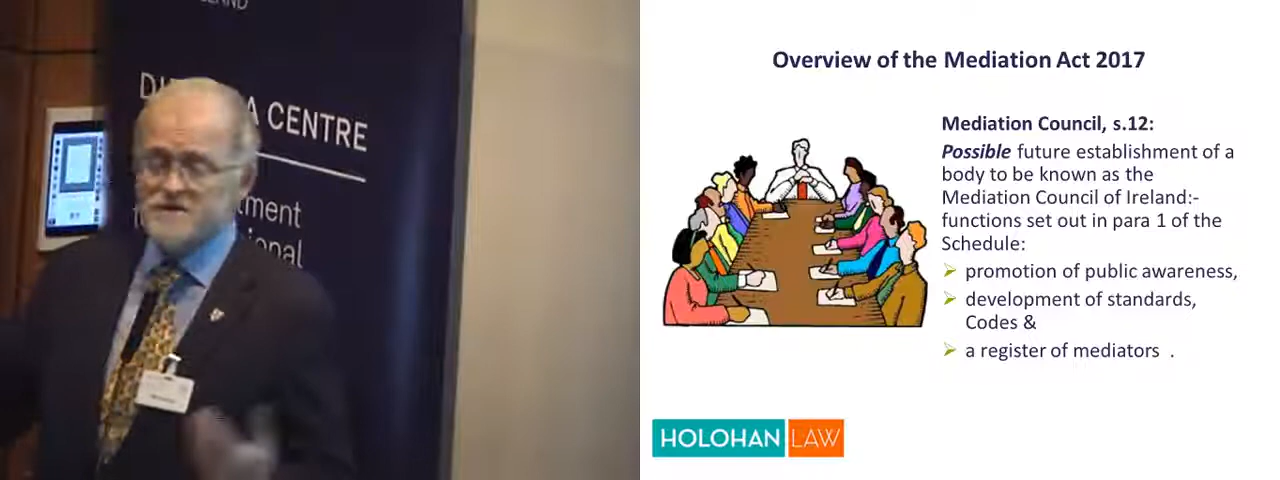 CENTRE
Overview of the Mediation Act 2017
Mediation Council, s.12:
Possible future establishment of a
body to be known as the
Mediation Council of Ireland:-
functions set out in para 1 of the
Schedule:
promotion of public awareness,
development of standards,
Codes &
a register of mediators .
HOLOHAN LAW